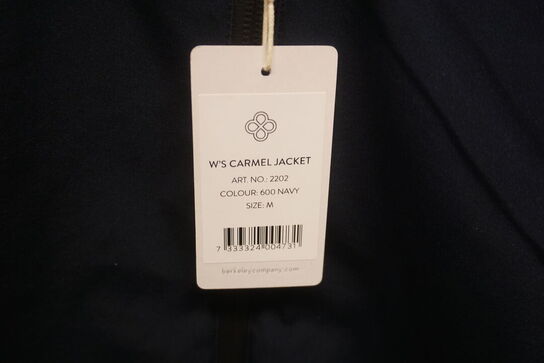 W'S CARMEL JACKET
ART. NO.: 2202
COLOUR: 600 NAVY
SIZE: M
7 333324 004731
berkeleycompany.com